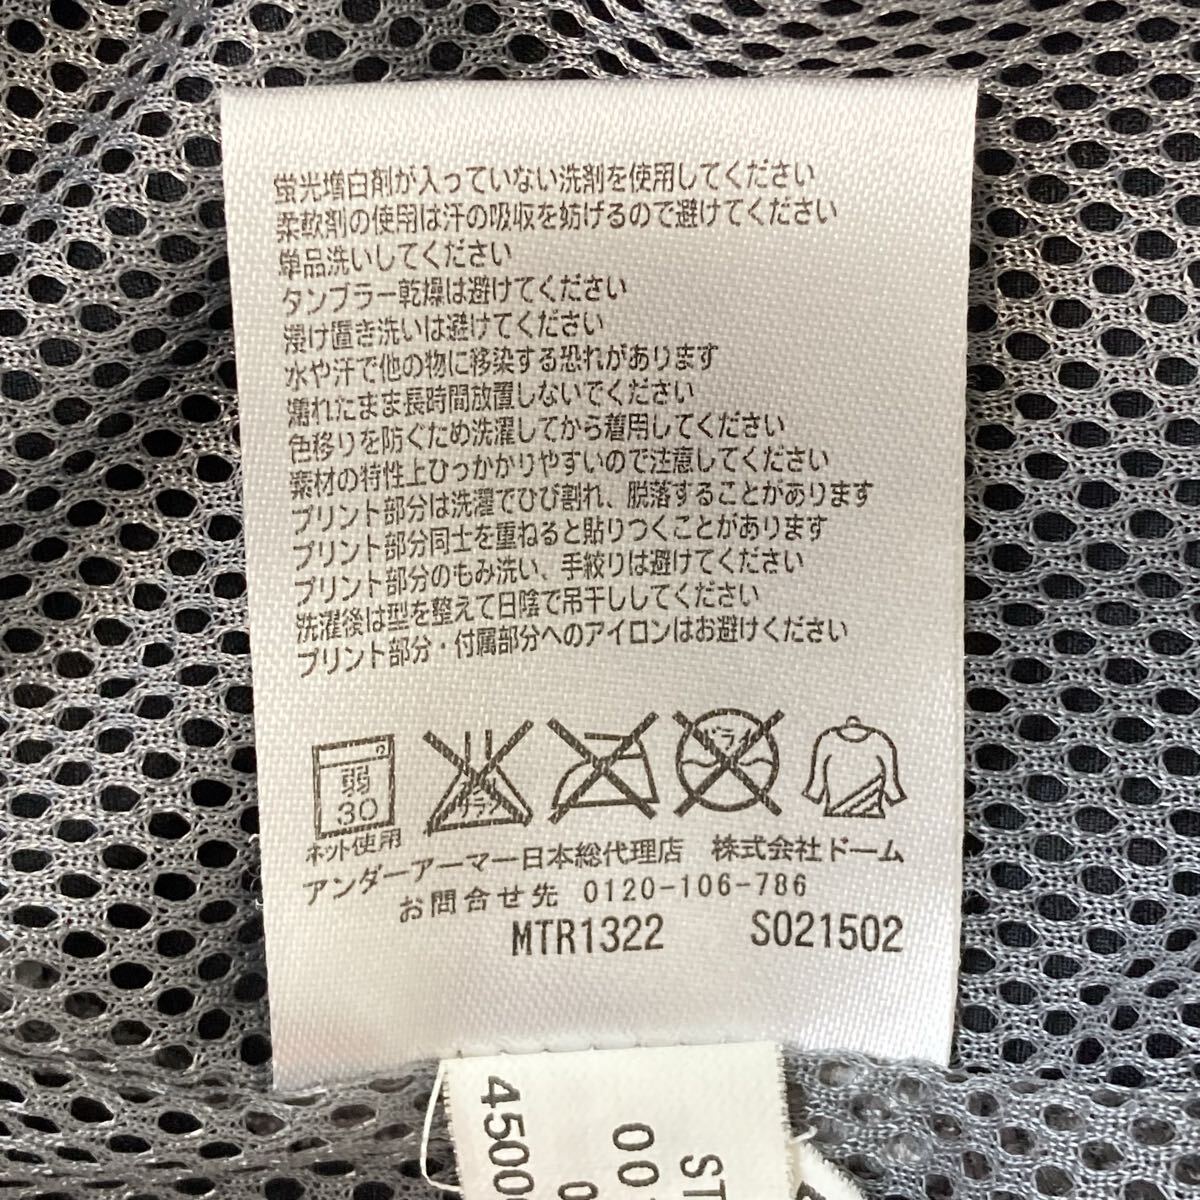 蛍光増白剤が入っていない洗剤を使用してください
柔軟剤の使用は汗の吸収を妨げるので避けてください
単品洗いしてください
タンブラー乾燥は避けてください
浸け置き洗いは避けてください
水や汗で他の物に移染する恐れがあります
濡れたまま長時間放置しないでください
色移りを防ぐため洗濯してから着用してください
素材の特性上ひっかかりやすいので注意してください
プリント部分は洗濯でひび割れ、脱落することがあります
プリント部分同士を重ねると貼りつくことがあります
プリント部分のもみ洗い、手絞りは避けてください
洗濯後は型を整えて日陰で吊干ししてください
プリント部分・付属部分へのアイロンはお避けください
弱
30
ネット使用
ドライ
アンダーアーマー日本総代理店 株式会社ドーム
お問合せ先 0120-106-786
MTR1322 S021502
4500
00
ST